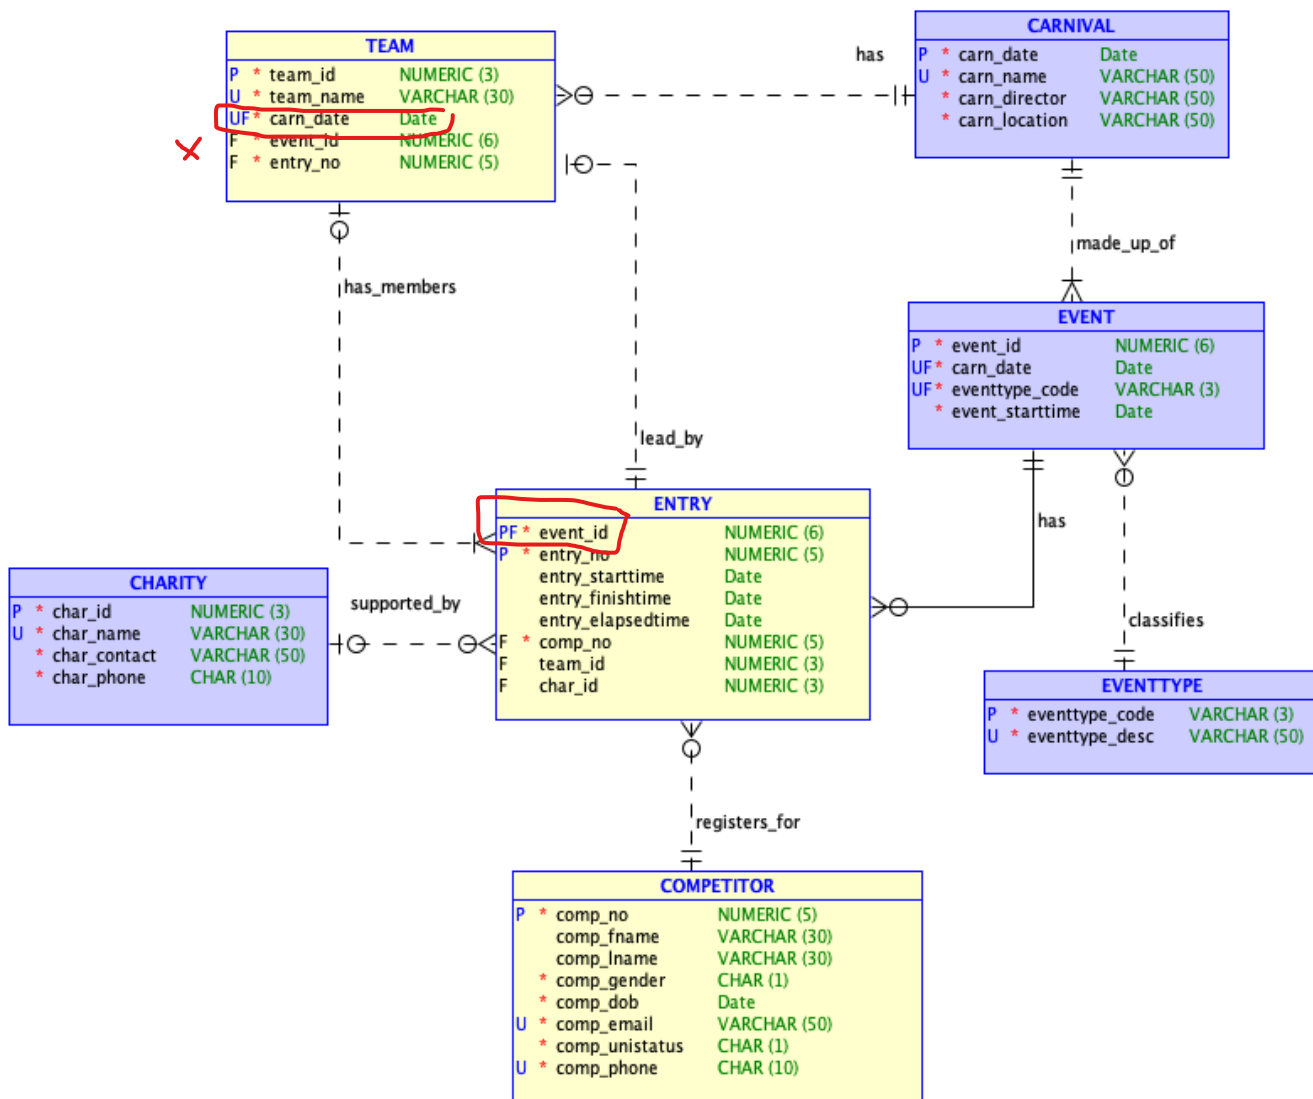 TEAM
P * team_id NUMERIC (3)
U * team_name VARCHAR (30)
UF * carn_date Date
F * event_id NUMERIC (6)
F * entry_no NUMERIC (5)
has
CARNIVAL
P * carn_date Date
U * carn_name VARCHAR (50)
* carn_director VARCHAR (50)
* carn_location VARCHAR (50)
made_up_of
has_members
EVENT
P * event_id NUMERIC (6)
UF * carn_date Date
UF * eventtype_code VARCHAR (3)
* event_starttime Date
lead_by
has
ENTRY
PF * event_id NUMERIC (6)
P * entry_no NUMERIC (5)
entry_starttime Date
entry_finishtime Date
entry_elapsedtime Date
F * comp_no NUMERIC (5)
F team_id NUMERIC (3)
F char_id NUMERIC (3)
CHARITY
P * char_id NUMERIC (3)
U * char_name VARCHAR (30)
* char_contact VARCHAR (50)
* char_phone CHAR (10)
supported_by
classifies
EVENTTYPE
P * eventtype_code VARCHAR (3)
U * eventtype_desc VARCHAR (50)
registers_for
COMPETITOR
P * comp_no NUMERIC (5)
comp_fname VARCHAR (30)
comp_lname VARCHAR (30)
* comp_gender CHAR (1)
* comp_dob Date
U * comp_email VARCHAR (50)
* comp_unistatus CHAR (1)
U * comp_phone CHAR (10)